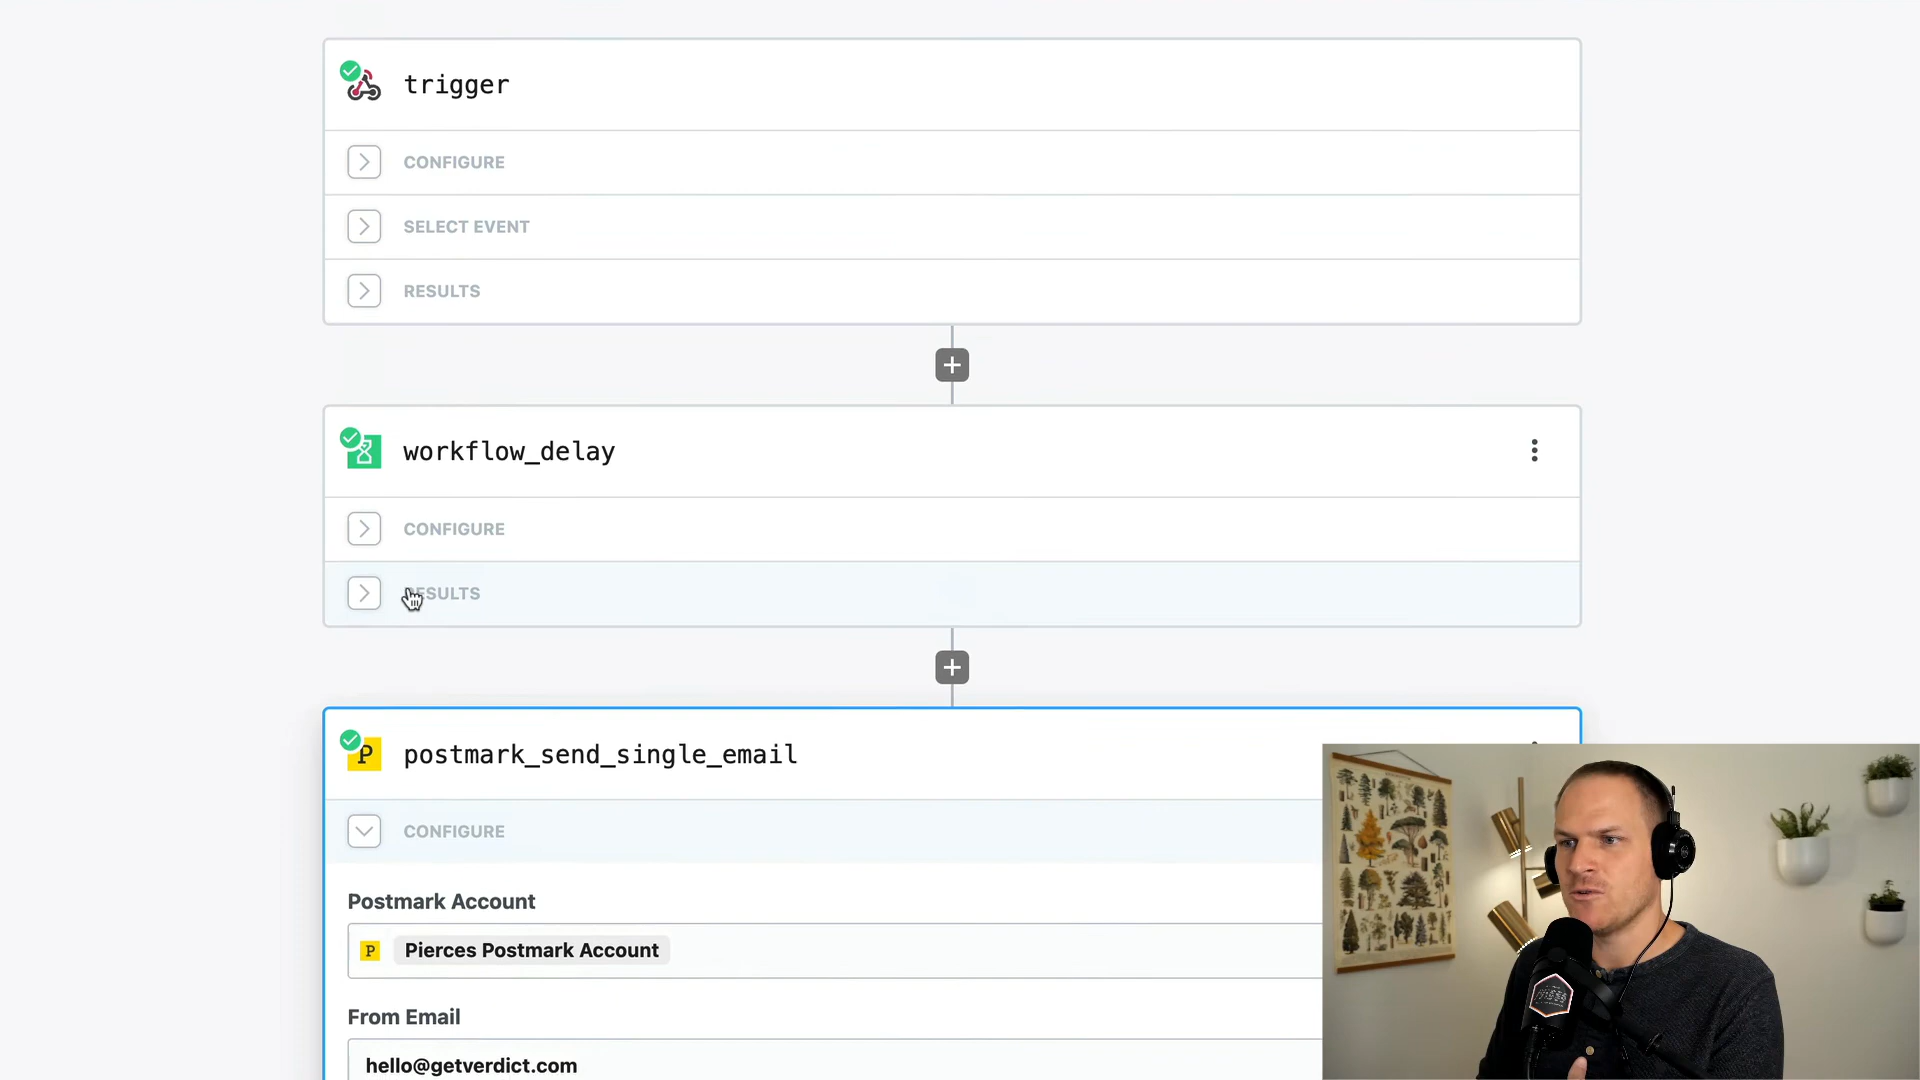 trigger
CONFIGURE
SELECT EVENT
RESULTS
workflow_delay
CONFIGURE
RESULTS
P
postmark_send_single_email
CONFIGURE
Postmark Account
P
Pierces Postmark Account
From Email
hello@getverdict.com